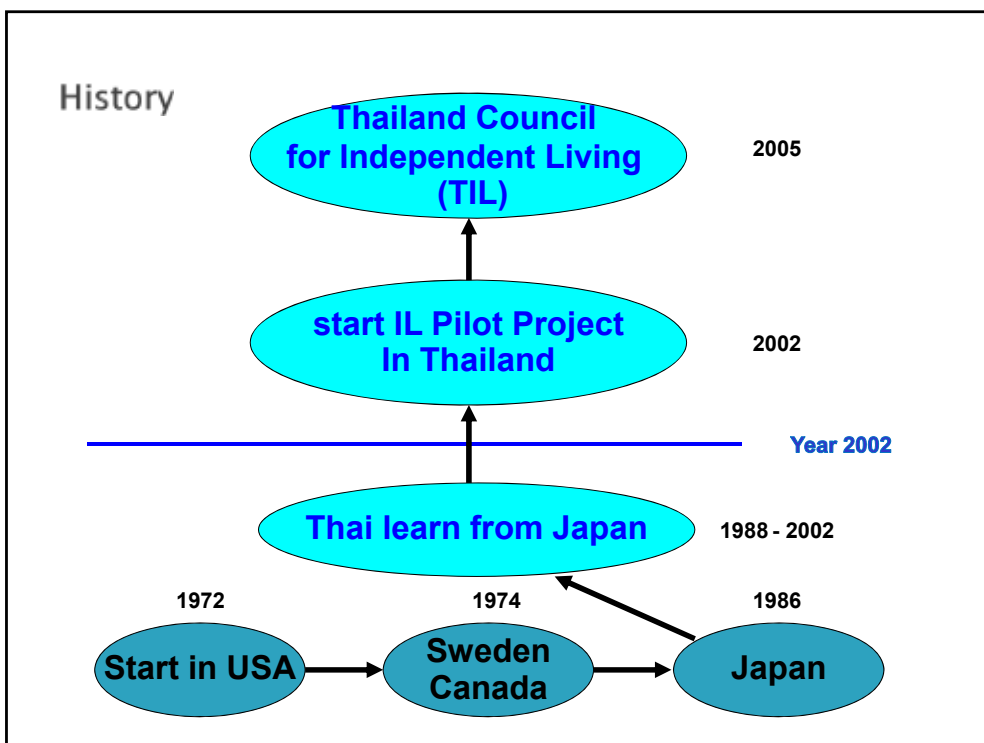 History
Thailand Council
for Independent Living
(TIL)
2005
start IL Pilot Project
In Thailand
2002
Year 2002
Thai learn from Japan
1988 - 2002
1972
1974
1986
Start in USA
Sweden
Canada
Japan